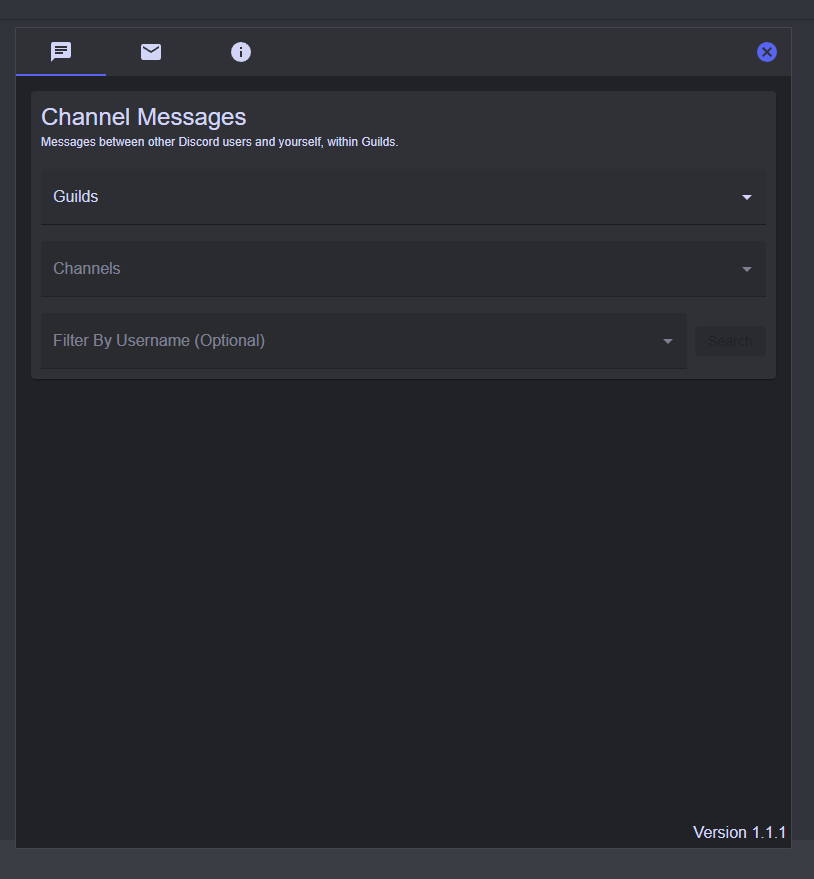 Channel Messages
Messages between other Discord users and yourself, within Guilds.
Guilds
Channels
Filter By Username (Optional)
Search
Version 1.1.1